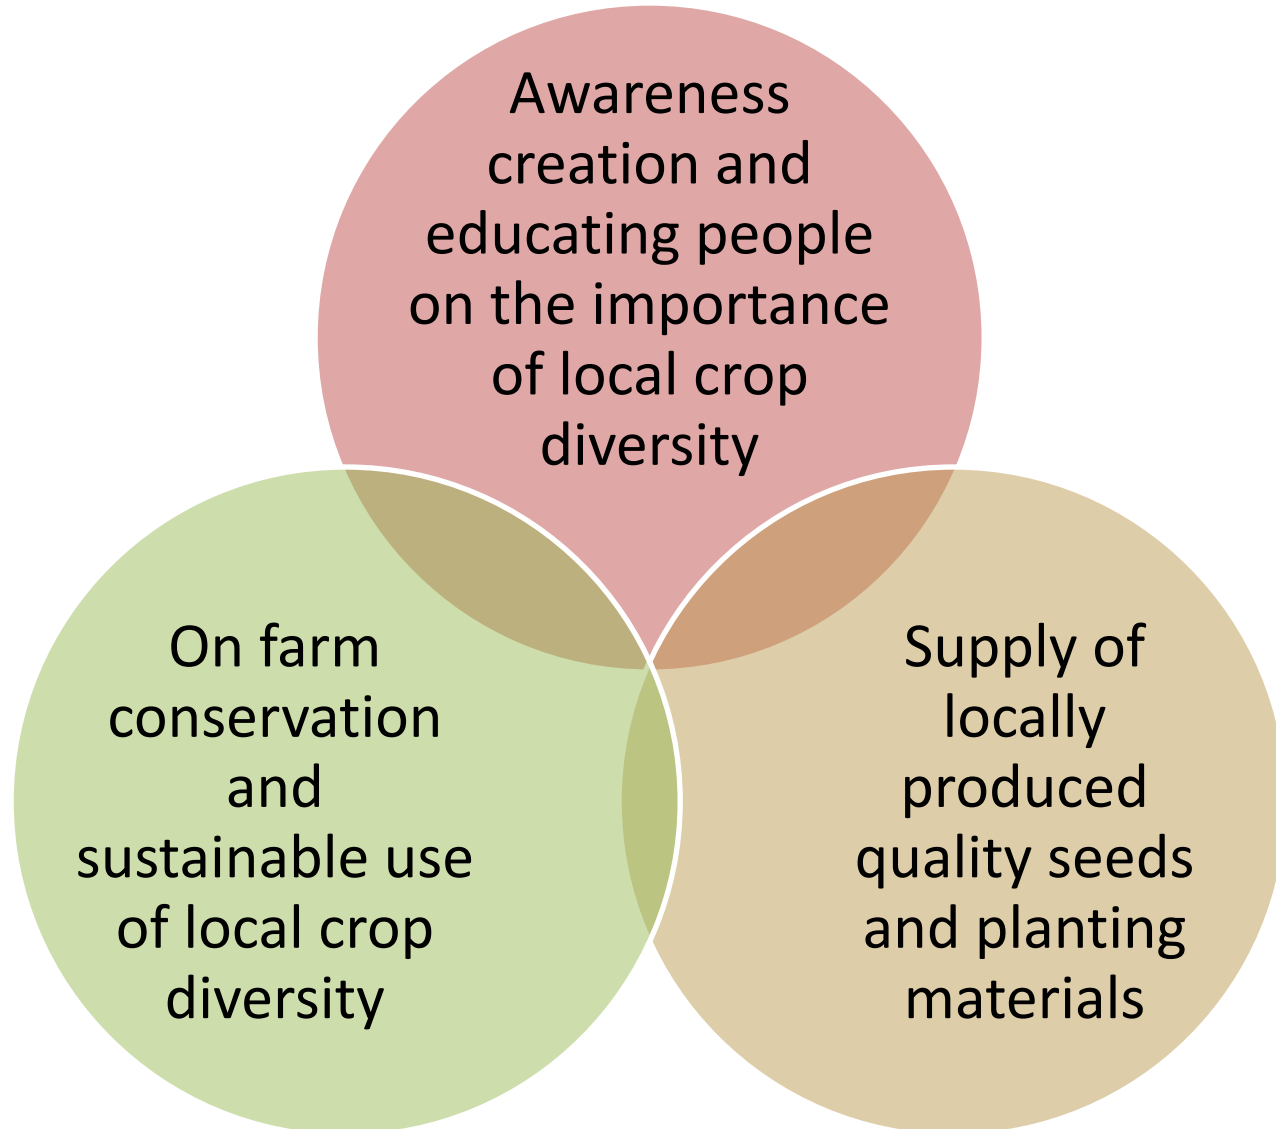 Awareness
creation and
educating people
on the importance
of local crop
diversity
On farm
conservation
and
sustainable use
of local crop
diversity
Supply of
locally
produced
quality seeds
and planting
materials